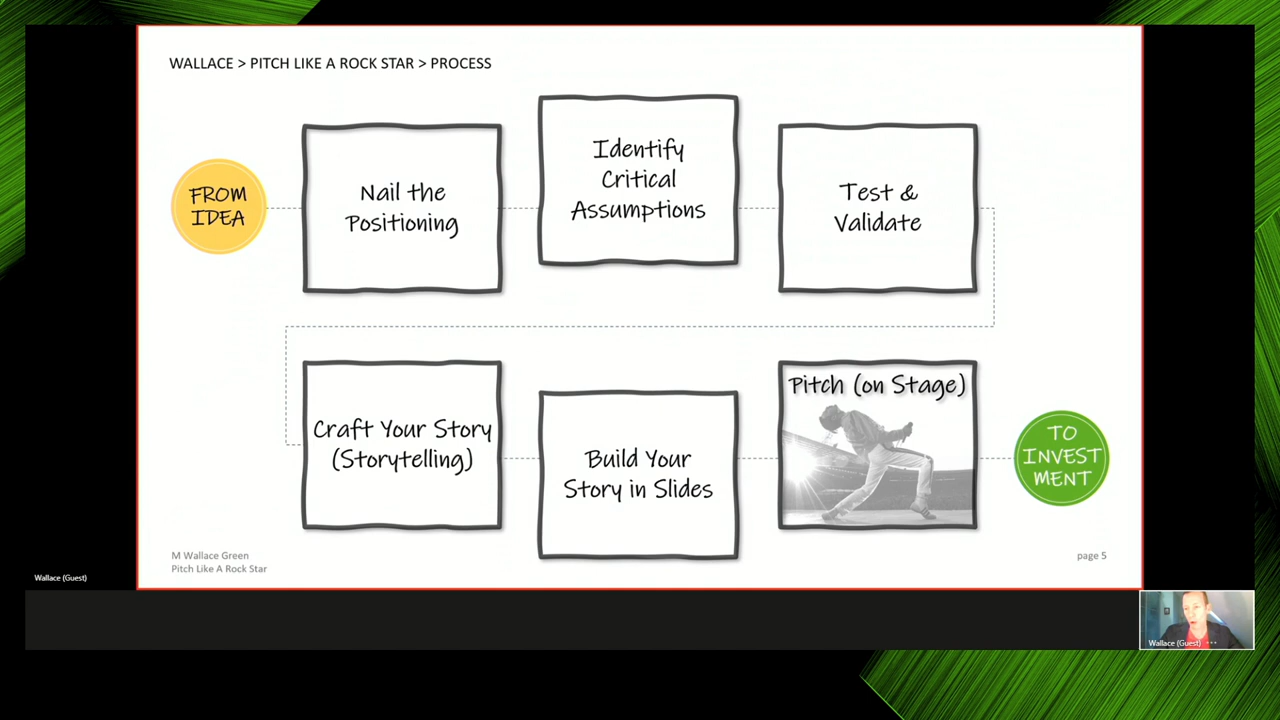 WALLACE > PITCH LIKE A ROCK STAR > PROCESS
FROM
IDEA
Nail the
Positioning
Identify
Critical
Assumptions
Test &
Validate
Craft Your Story
(Storytelling)
Build Your
Story in Slides
Pitch (on Stage)
TO
INVEST
MENT
M Wallace Green
Pitch Like A Rock Star
page 5
Wallace (Guest)
Wallace (Guest)